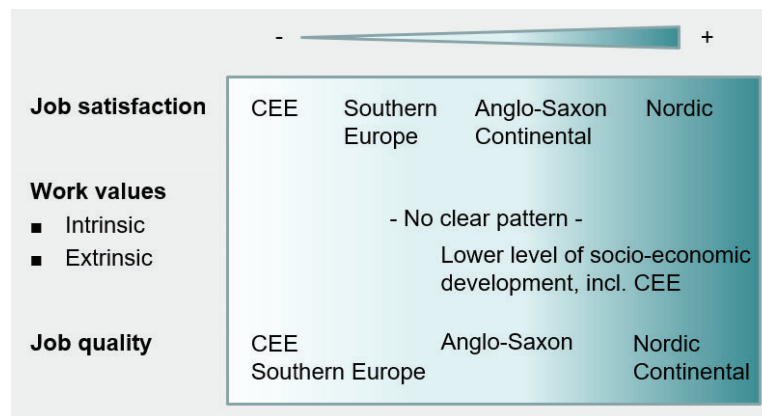 - +
Job satisfaction CEE Southern Anglo-Saxon Nordic
Europe Continental
Work values
■ Intrinsic - No clear pattern -
■ Extrinsic Lower level of socio-economic
development, incl. CEE
Job quality CEE Anglo-Saxon Nordic
Southern Europe Continental